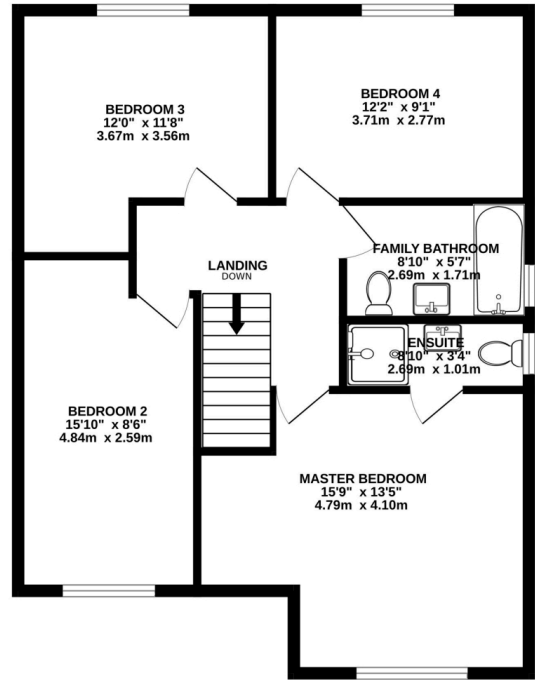 BEDROOM 3
12'0" x 11'8"
3.67m x 3.56m
BEDROOM 4
12'2" x 9'1"
3.71m x 2.77m
LANDING
DOWN
FAMILY BATHROOM
8'10" x 5'7"
2.69m x 1.71m
ENSUITE
8'10" x 3'4"
2.69m x 1.01m
BEDROOM 2
15'10" x 8'6"
4.84m x 2.59m
MASTER BEDROOM
15'9" x 13'5"
4.79m x 4.10m